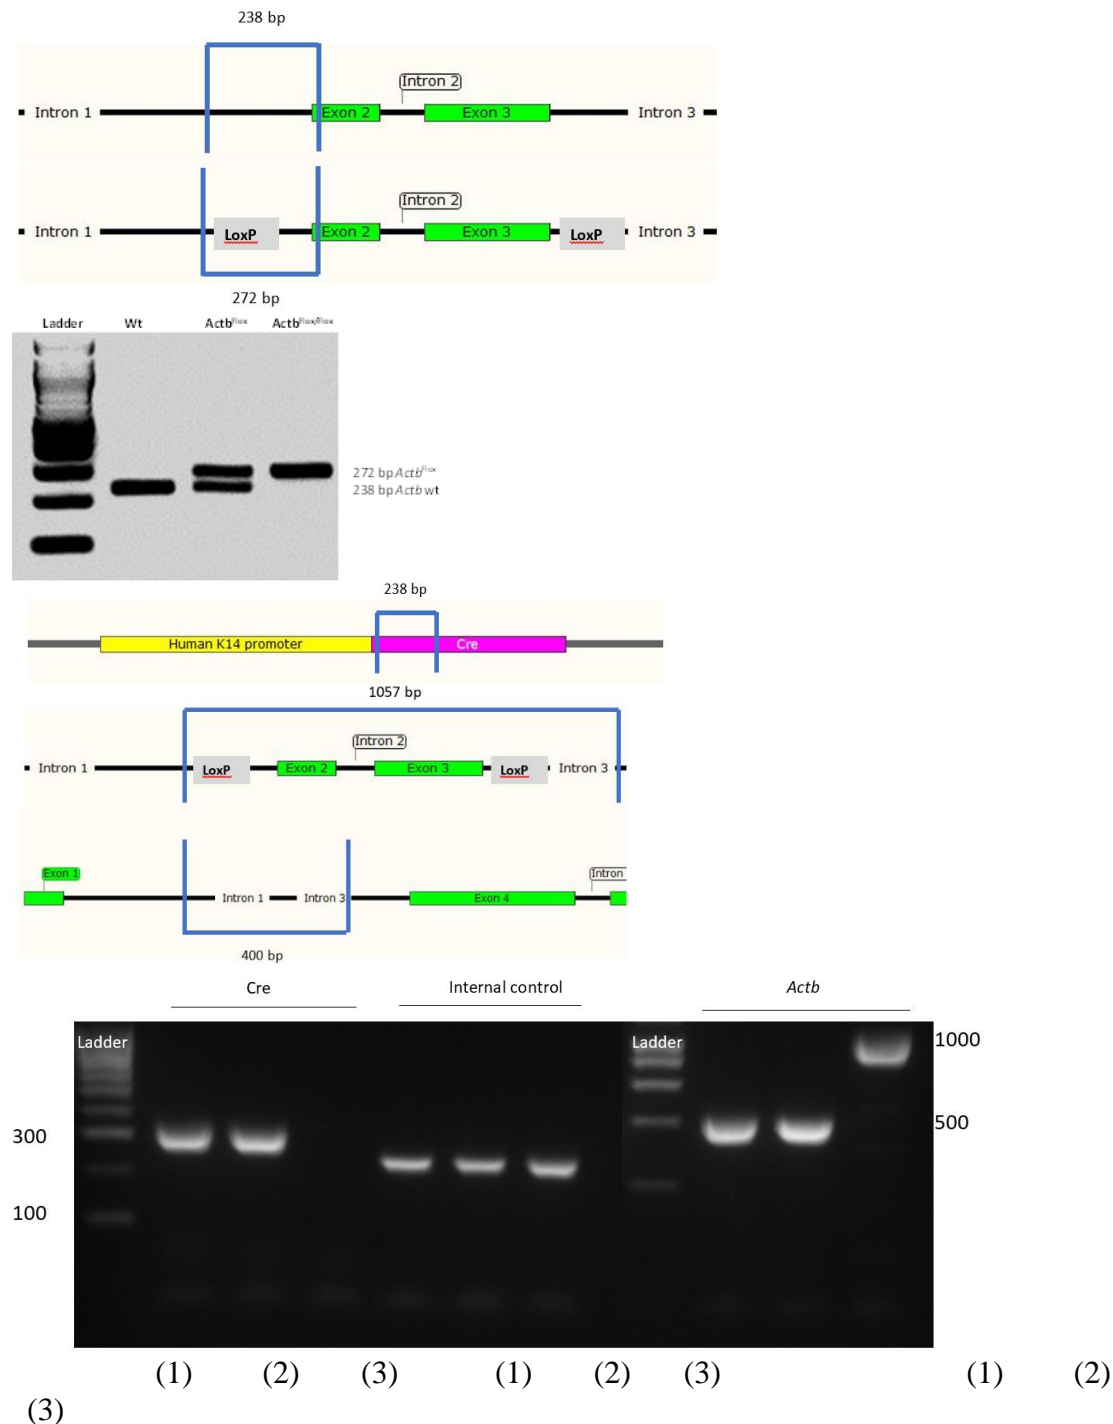 238 bp
Intron 2
Intron 1 Exon 2 Exon 3 Intron 3
Intron 2
Intron 1 LoxP Exon 2 Exon 3 LoxP Intron 3
272 bp
Ladder Wt Actbflox Actbflox/flox
272 bp Actbflox
238 bp Actb wt
238 bp
Human K14 promoter Cre
1057 bp
Intron 2
Intron 1 LoxP Exon 2 Exon 3 LoxP Intron 3
Exon 1 Intron
Intron 1 Intron 3 Exon 4
400 bp
Cre Internal control Actb
Ladder Ladder 1000
300 500
100
(1) (2) (3) (1) (2) (3) (1) (2)
(3)